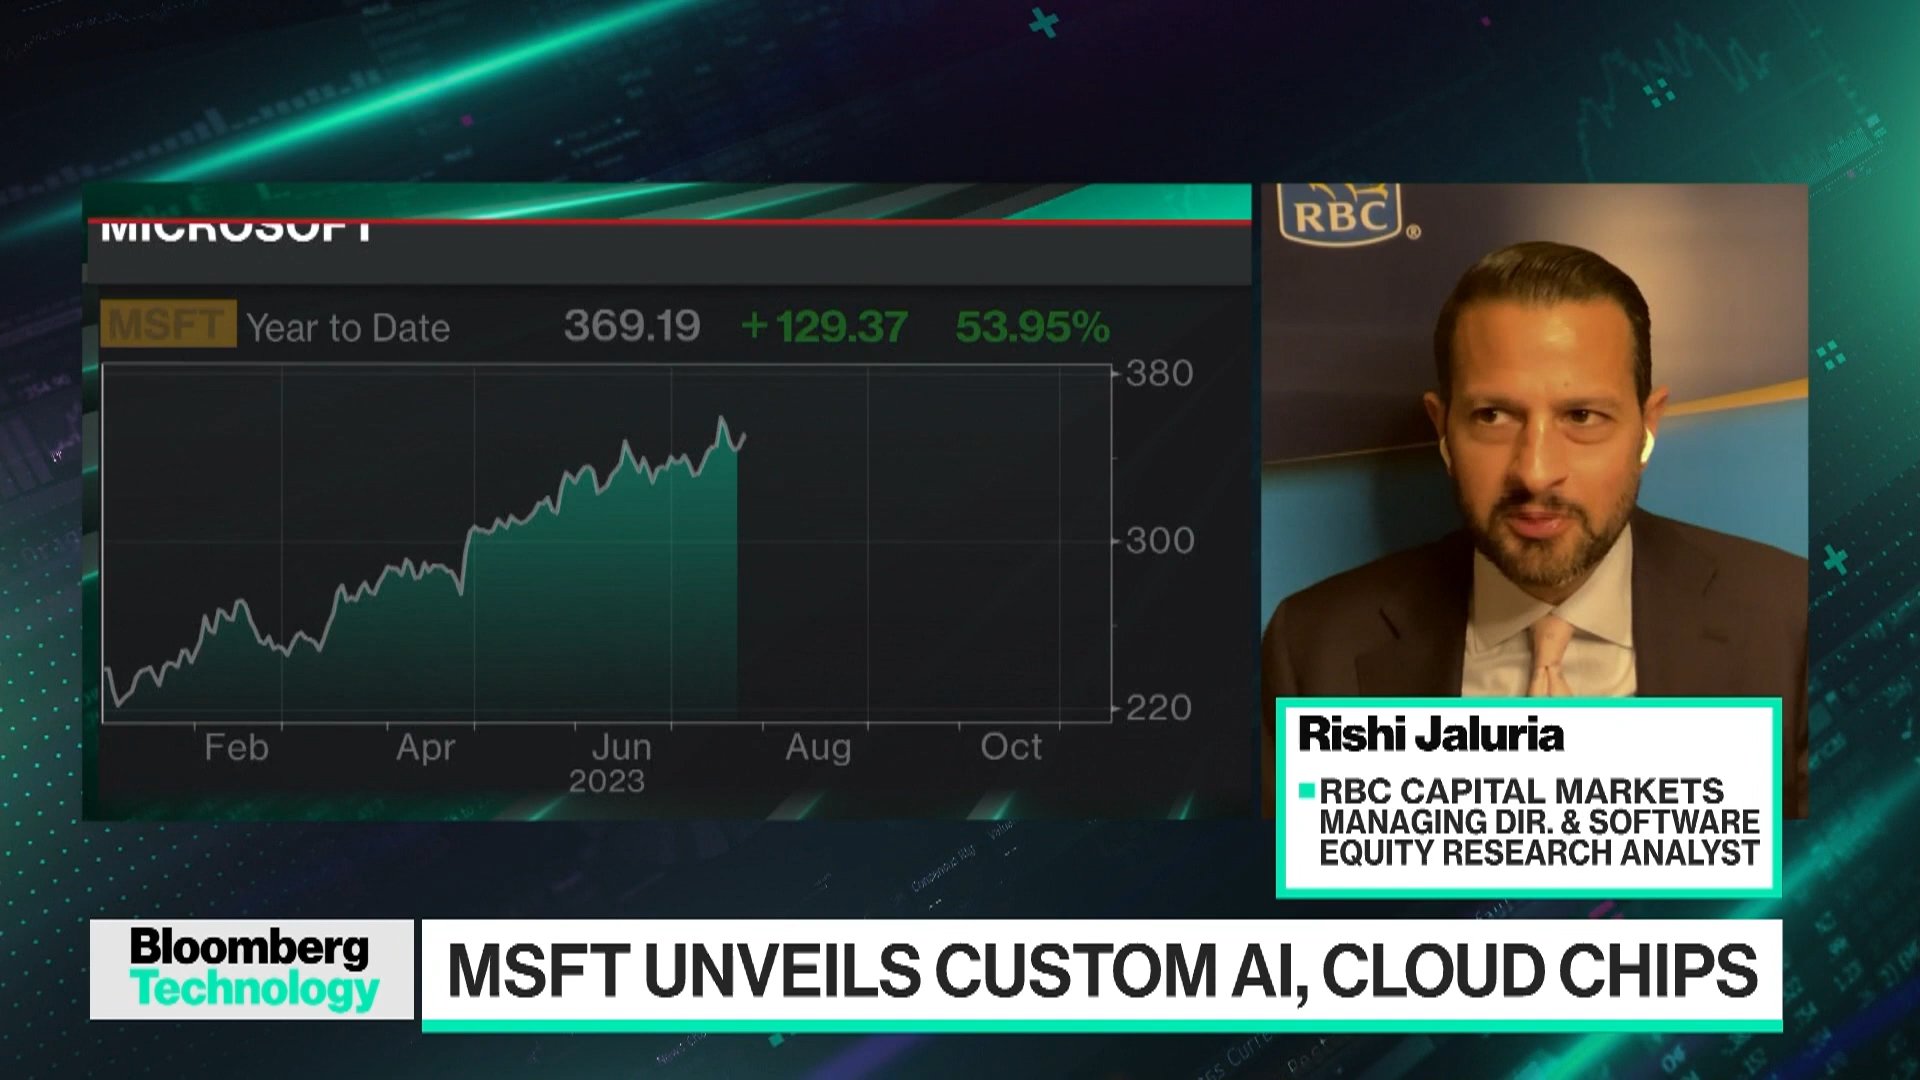 MICROSOFT
MSFT Year to Date 369.19 +129.37 53.95%
380
300
220
Feb Apr Jun Aug Oct
2023
RBC®
Rishi Jaluria
RBC CAPITAL MARKETS
MANAGING DIR. & SOFTWARE
EQUITY RESEARCH ANALYST
Bloomberg
Technology
MSFT UNVEILS CUSTOM AI, CLOUD CHIPS